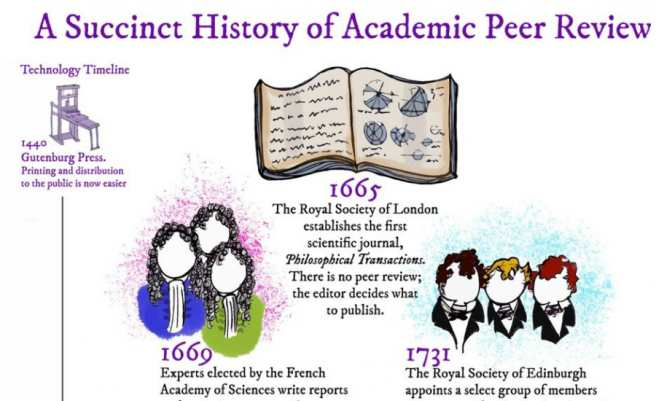 A Succinct History of Academic Peer Review
Technology Timeline
1440
Gutenburg Press.
Printing and distribution
to the public is now easier
1665
The Royal Society of London
establishes the first
scientific journal,
Philosophical Transactions.
There is no peer review;
the editor decides what
to publish.
1669
Experts elected by the French
Academy of Sciences write reports
1731
The Royal Society of Edinburgh
appoints a select group of members